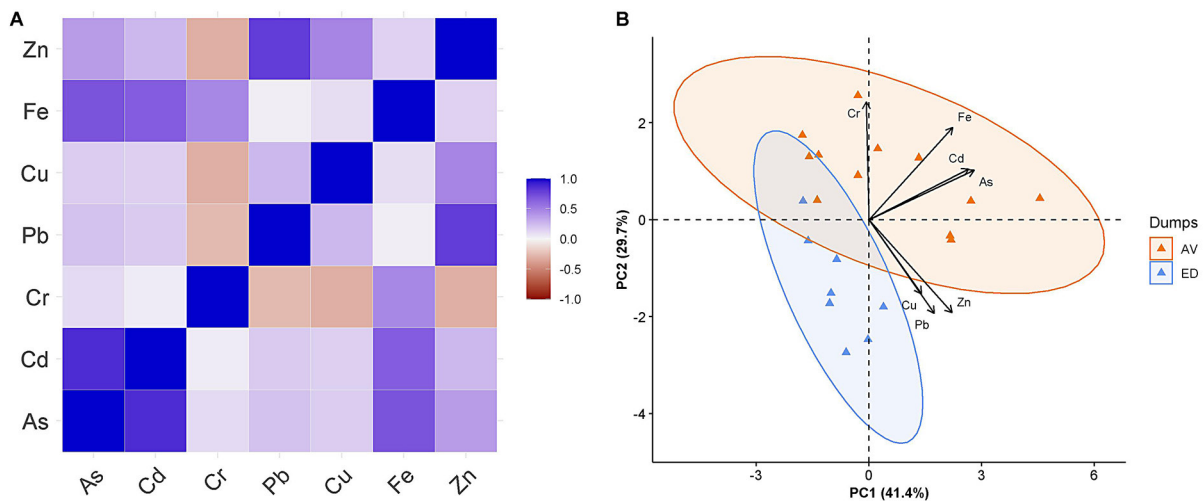 A
Zn
Fe
Cu
Pb
Cr
Cd
As
As Cd Cr Pb Cu Fe Zn
1.0
0.5
0.0
-0.5
-1.0
B
PC2 (29.7%)
2
0
-2
-4
Cr
Fe
Cd
As
Cu
Pb
Zn
-3 0 3 6
PC1 (41.4%)
Dumps
AV
ED